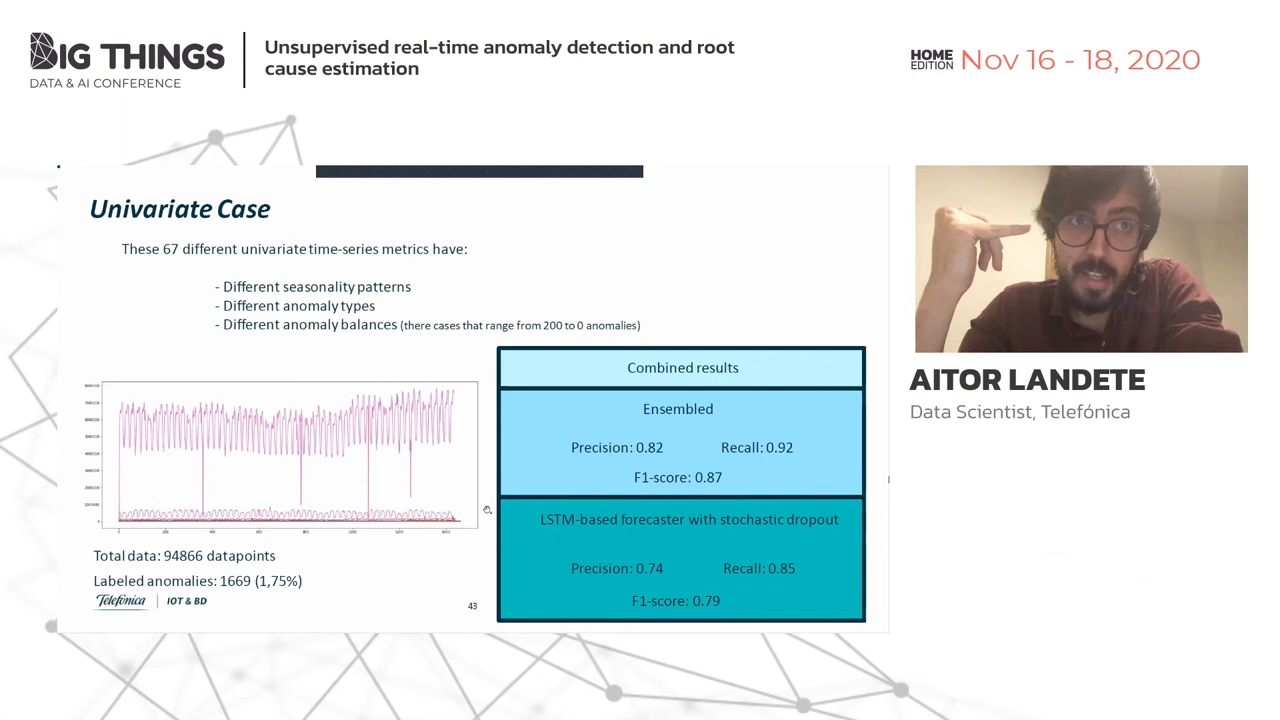 BIG THINGS
DATA & AI CONFERENCE
Unsupervised real-time anomaly detection and root
cause estimation
HOME
EDITION
Nov 16 - 18, 2020
Univariate Case
These 67 different univariate time-series metrics have:
- Different seasonality patterns
- Different anomaly types
- Different anomaly balances (there cases that range from 200 to 0 anomalies)
Combined results
Ensembled
Precision: 0.82 Recall: 0.92
F1-score: 0.87
LSTM-based forecaster with stochastic dropout
Precision: 0.74 Recall: 0.85
F1-score: 0.79
Total data: 94866 datapoints
Labeled anomalies: 1669 (1,75%)
Telefónica IOT & BD
43
AITOR LANDETE
Data Scientist, Telefónica